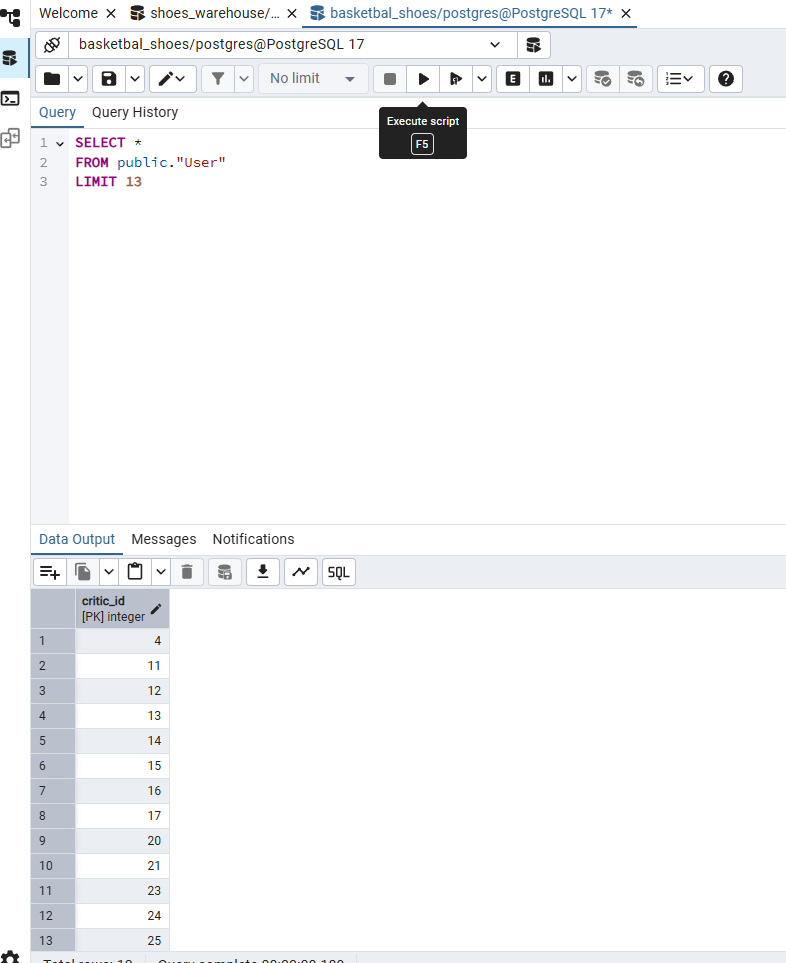 Welcome
shoes_warehouse/...
basketbal_shoes/postgres@PostgreSQL 17*
basketbal_shoes/postgres@PostgreSQL 17
No limit
E
Query
Query History
Execute script
F5
1 SELECT *
2 FROM public."User"
3 LIMIT 13
Data Output
Messages
Notifications
SQL
critic_id
[PK] integer
1 4
2 11
3 12
4 13
5 14
6 15
7 16
8 17
9 20
10 21
11 23
12 24
13 25
Total rows: 13
Query complete